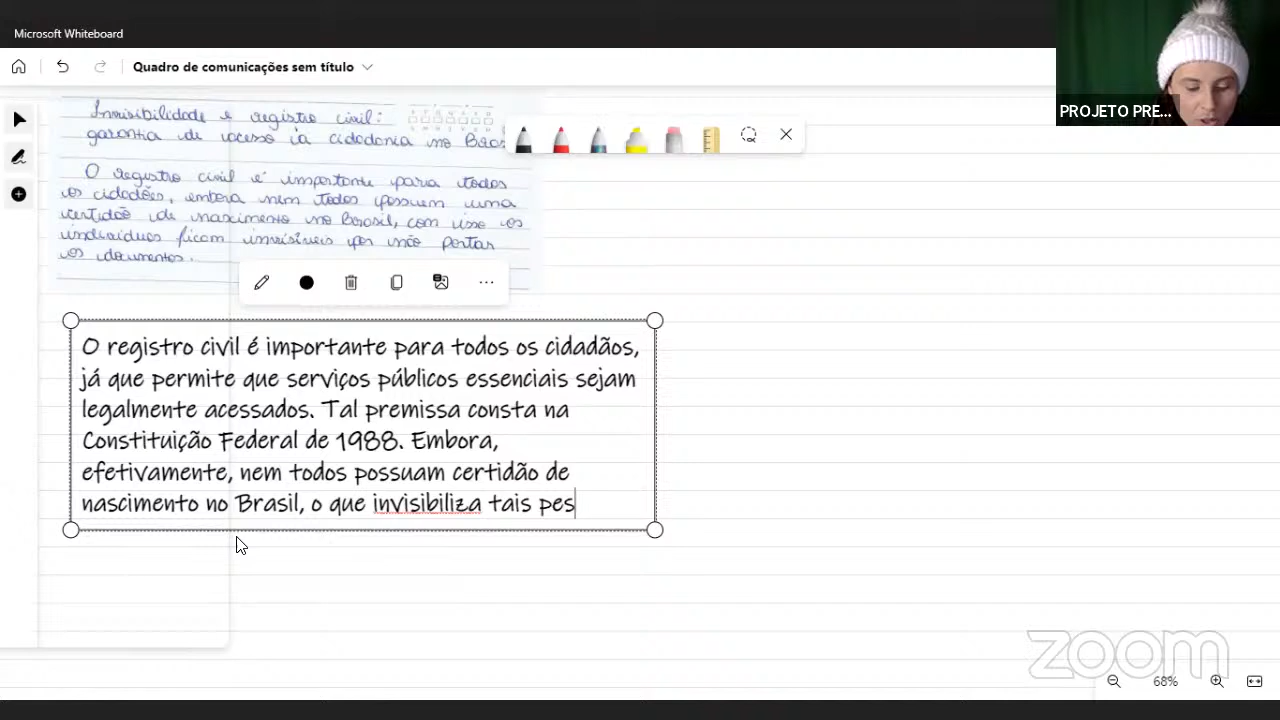 Microsoft Whiteboard
Quadro de comunicações sem título
PROJETO PRE...
Invisibilidade e registro civil:
garantia de acesso à cidadania no Bras
O registro civil é importante para todos
os cidadões, embora nem todos possuem uma
certidão de nascimento no Brasil, com isso os
indivíduos ficam invisíveis por não portar
os documentos.
O registro civil é importante para todos os cidadãos,
já que permite que serviços públicos essenciais sejam
legalmente acessados. Tal premissa consta na
Constituição Federal de 1988. Embora,
efetivamente, nem todos possuam certidão de
nascimento no Brasil, o que invisibiliza tais pes
zoom
68%